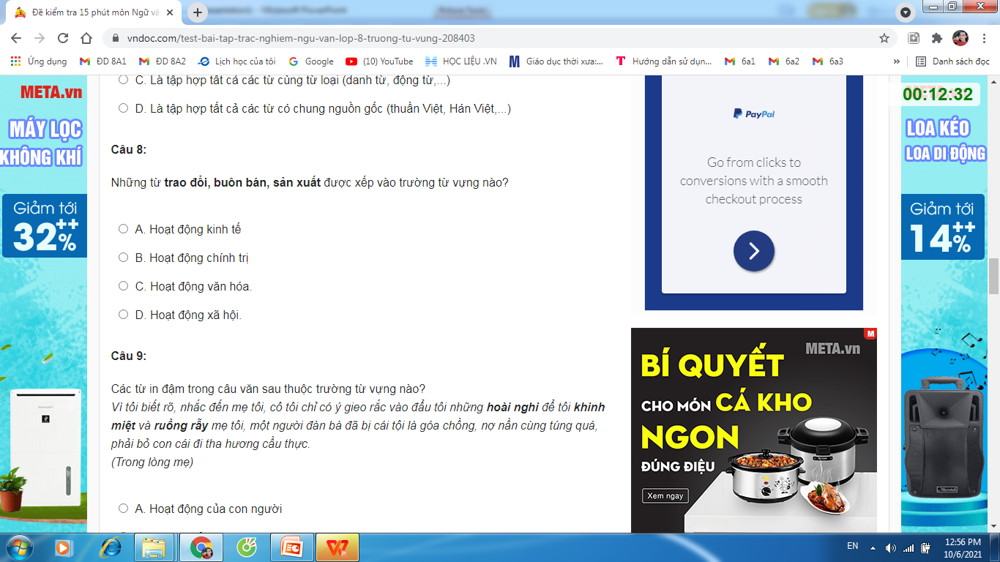 Đề kiểm tra 15 phút môn Ngữ vă
vndoc.com/test-bai-tap-trac-nghiem-ngu-van-lop-8-truong-tu-vung-208403
Ứng dụng
ĐD 8A1
ĐD 8A2
Lịch học của tôi
Google
(10) YouTube
HỌC LIỆU .VN
Giáo dục thời xưa:...
Hướng dẫn sử dụn...
6a1
6a2
6a3
»
Danh sách đọc
C. Là tập hợp tất cả các từ cùng từ loại (danh từ, động từ,...)
D. Là tập hợp tất cả các từ có chung nguồn gốc (thuần Việt, Hán Việt,...)
Câu 8:
Những từ trao đổi, buôn bán, sản xuất được xếp vào trường từ vựng nào?
A. Hoạt động kinh tế
B. Hoạt động chính trị
C. Hoạt động văn hóa.
D. Hoạt động xã hội.
Câu 9:
Các từ in đậm trong câu văn sau thuộc trường từ vựng nào?
Vì tôi biết rõ, nhắc đến mẹ tôi, cô tôi chỉ có ý gieo rắc vào đầu tôi những hoài nghi để tôi khinh
miệt và ruồng rẫy mẹ tôi, một người đàn bà đã bị cái tội là góa chồng, nợ nần cùng túng quá,
phải bỏ con cái đi tha hương cầu thực.
(Trong lòng mẹ)
A. Hoạt động của con người
META.vn
MÁY LỌC
KHÔNG KHÍ
Giảm tới
32++%
PayPal
Go from clicks to
conversions with a smooth
checkout process
M
META.vn
BÍ QUYẾT
CHO MÓN CÁ KHO
NGON
ĐÚNG ĐIỆU
Xem ngay
00:12:32
LOA KÉO
LOA DI ĐỘNG
Giảm tới
14++%
EN
12:56 PM
10/6/2021